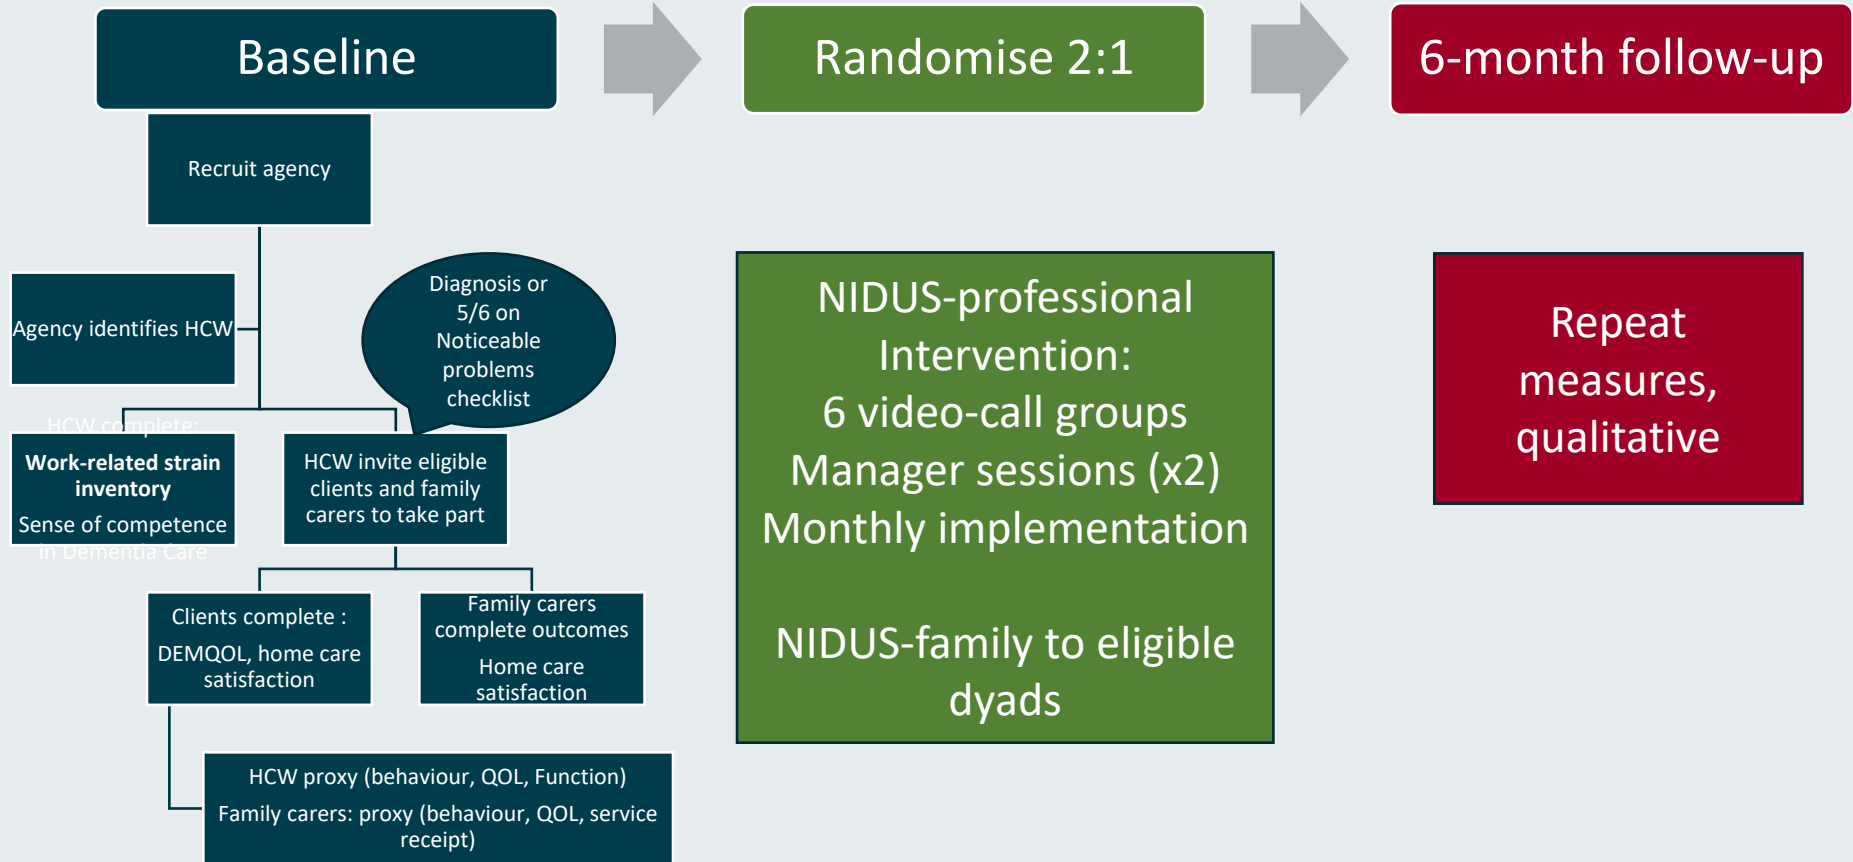 Baseline
Randomise 2:1
6-month follow-up
Recruit agency
Agency identifies HCW
Diagnosis or
5/6 on
Noticeable
problems
checklist
HCW complete:
Work-related strain
inventory
Sense of competence
in Dementia Care
HCW invite eligible
clients and family
carers to take part
Clients complete :
DEMQOL, home care
satisfaction
Family carers
complete outcomes
Home care
satisfaction
HCW proxy (behaviour, QOL, Function)
Family carers: proxy (behaviour, QOL, service
receipt)
NIDUS-professional
Intervention:
6 video-call groups
Manager sessions (x2)
Monthly implementation
NIDUS-family to eligible
dyads
Repeat
measures,
qualitative